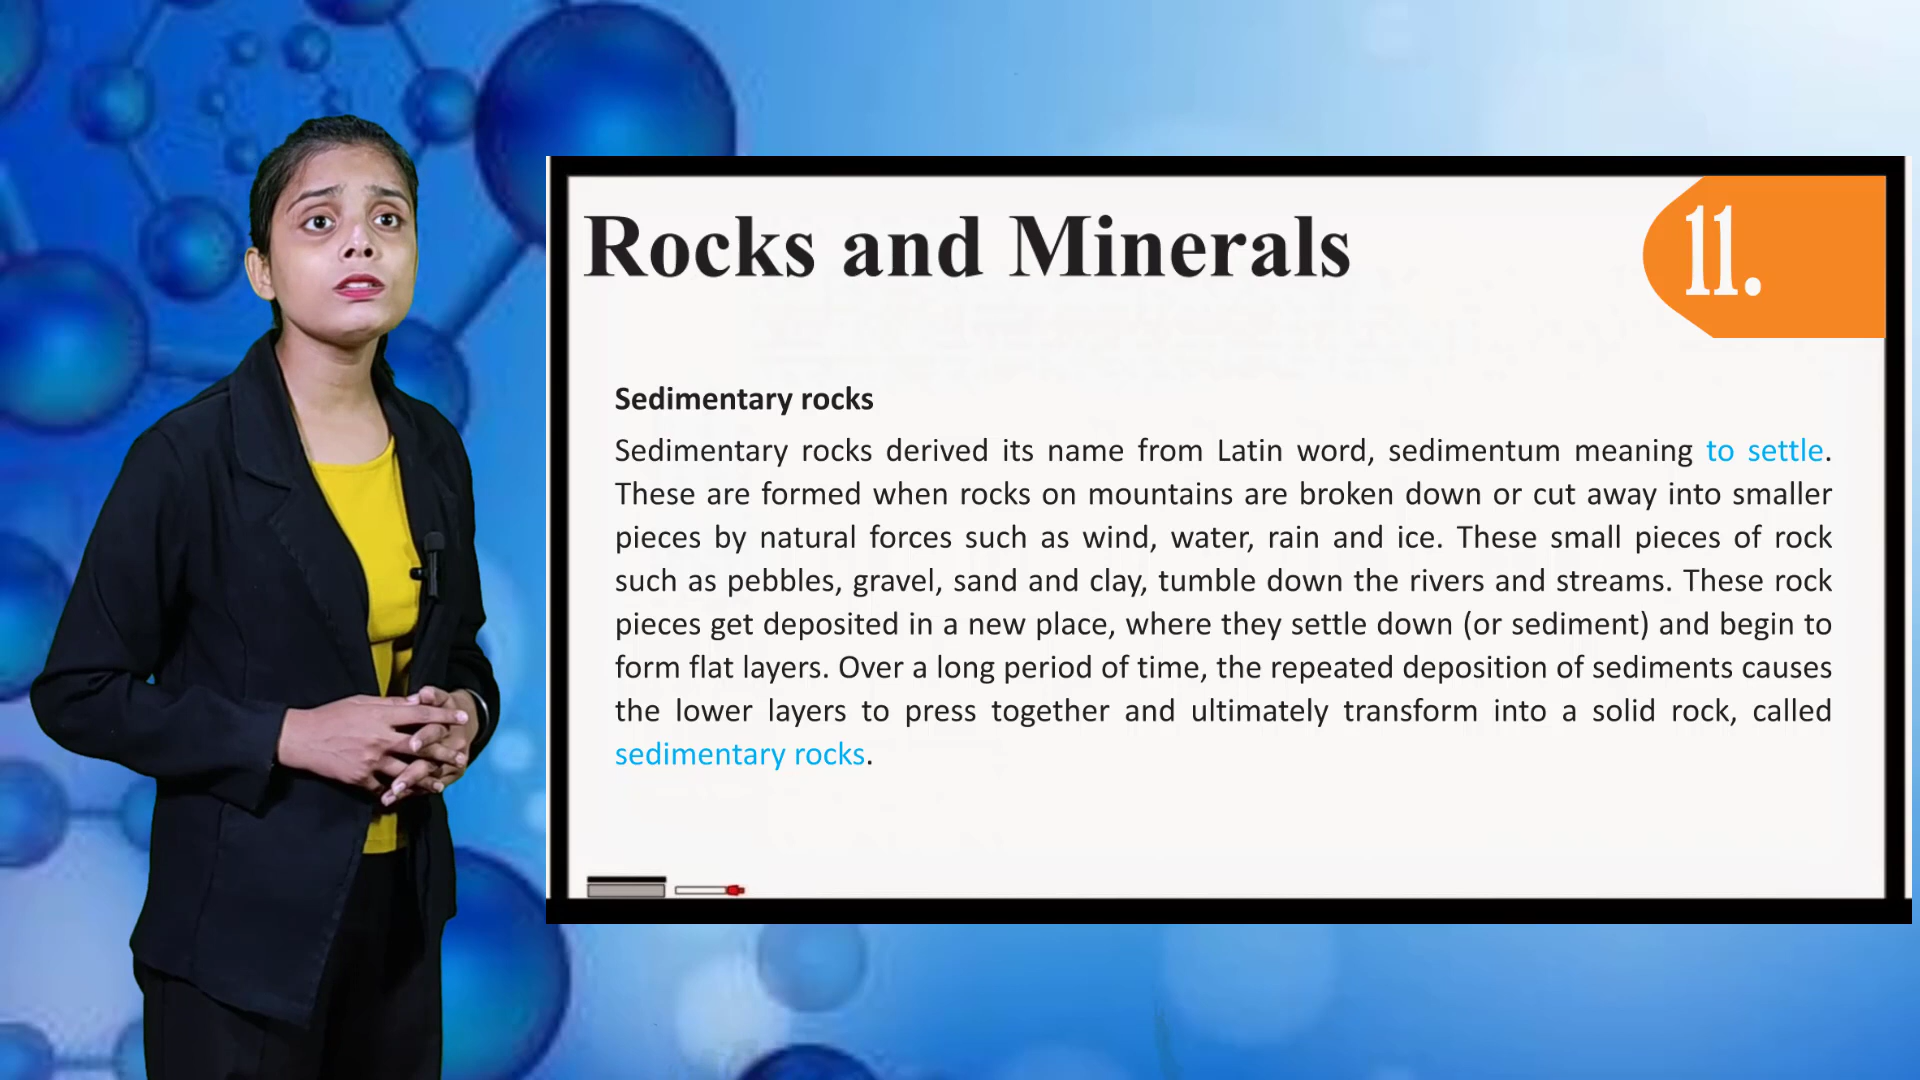 Rocks and Minerals
11.
Sedimentary rocks
Sedimentary rocks derived its name from Latin word, sedimentum meaning to settle.
These are formed when rocks on mountains are broken down or cut away into smaller
pieces by natural forces such as wind, water, rain and ice. These small pieces of rock
such as pebbles, gravel, sand and clay, tumble down the rivers and streams. These rock
pieces get deposited in a new place, where they settle down (or sediment) and begin to
form flat layers. Over a long period of time, the repeated deposition of sediments causes
the lower layers to press together and ultimately transform into a solid rock, called
sedimentary rocks.